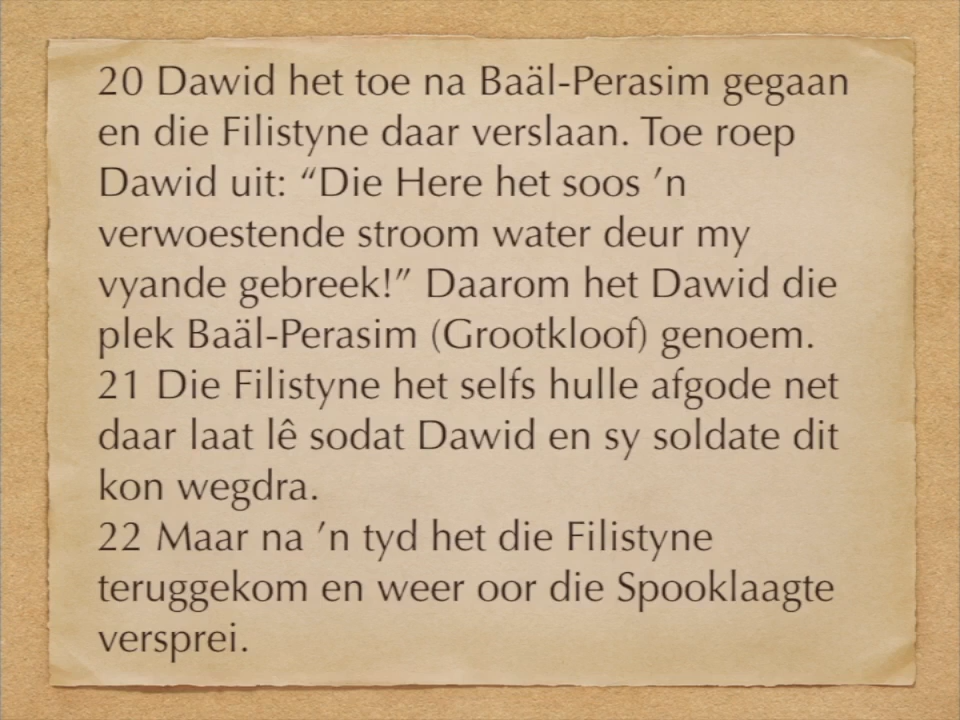 20 Dawid het toe na Baäl-Perasim gegaan
en die Filistyne daar verslaan. Toe roep
Dawid uit: “Die Here het soos ’n
verwoestende stroom water deur my
vyande gebreek!” Daarom het Dawid die
plek Baäl-Perasim (Grootkloof) genoem.
21 Die Filistyne het selfs hulle afgode net
daar laat lê sodat Dawid en sy soldate dit
kon wegdra.
22 Maar na ’n tyd het die Filistyne
teruggekom en weer oor die Spooklaagte
versprei.